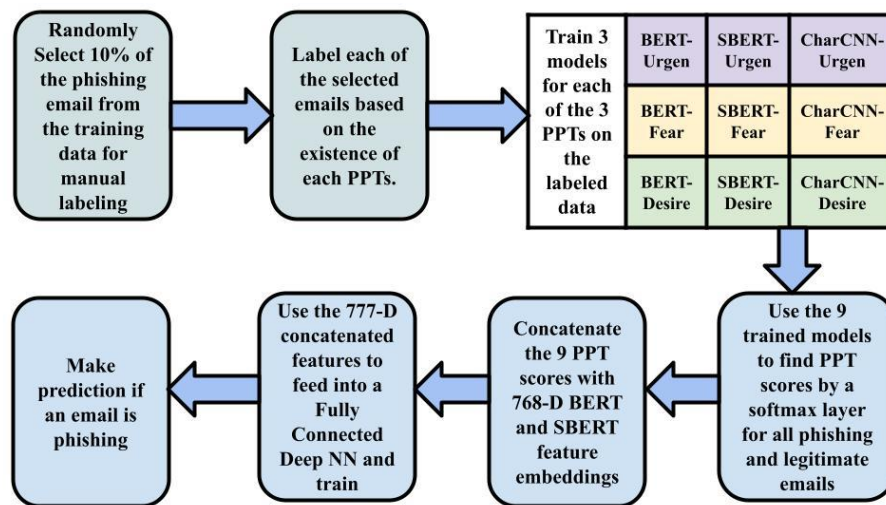 Randomly
Select 10% of
the phishing
email from
the training
data for
manual
labeling
Label each of
the selected
emails based
on the
existence of
each PPTs.
Train 3
models
for each
of the 3
PPTs on
the
labeled
data
BERT-
Urgen
SBERT-
Urgen
CharCNN-
Urgen
BERT-
Fear
SBERT-
Fear
CharCNN-
Fear
BERT-
Desire
SBERT-
Desire
CharCNN-
Desire
Use the 9
trained models
to find PPT
scores by a
softmax layer
for all phishing
and legitimate
emails
Concatenate
the 9 PPT
scores with
768-D BERT
and SBERT
feature
embeddings
Use the 777-D
concatenated
features to
feed into a
Fully
Connected
Deep NN and
train
Make
prediction if
an email is
phishing